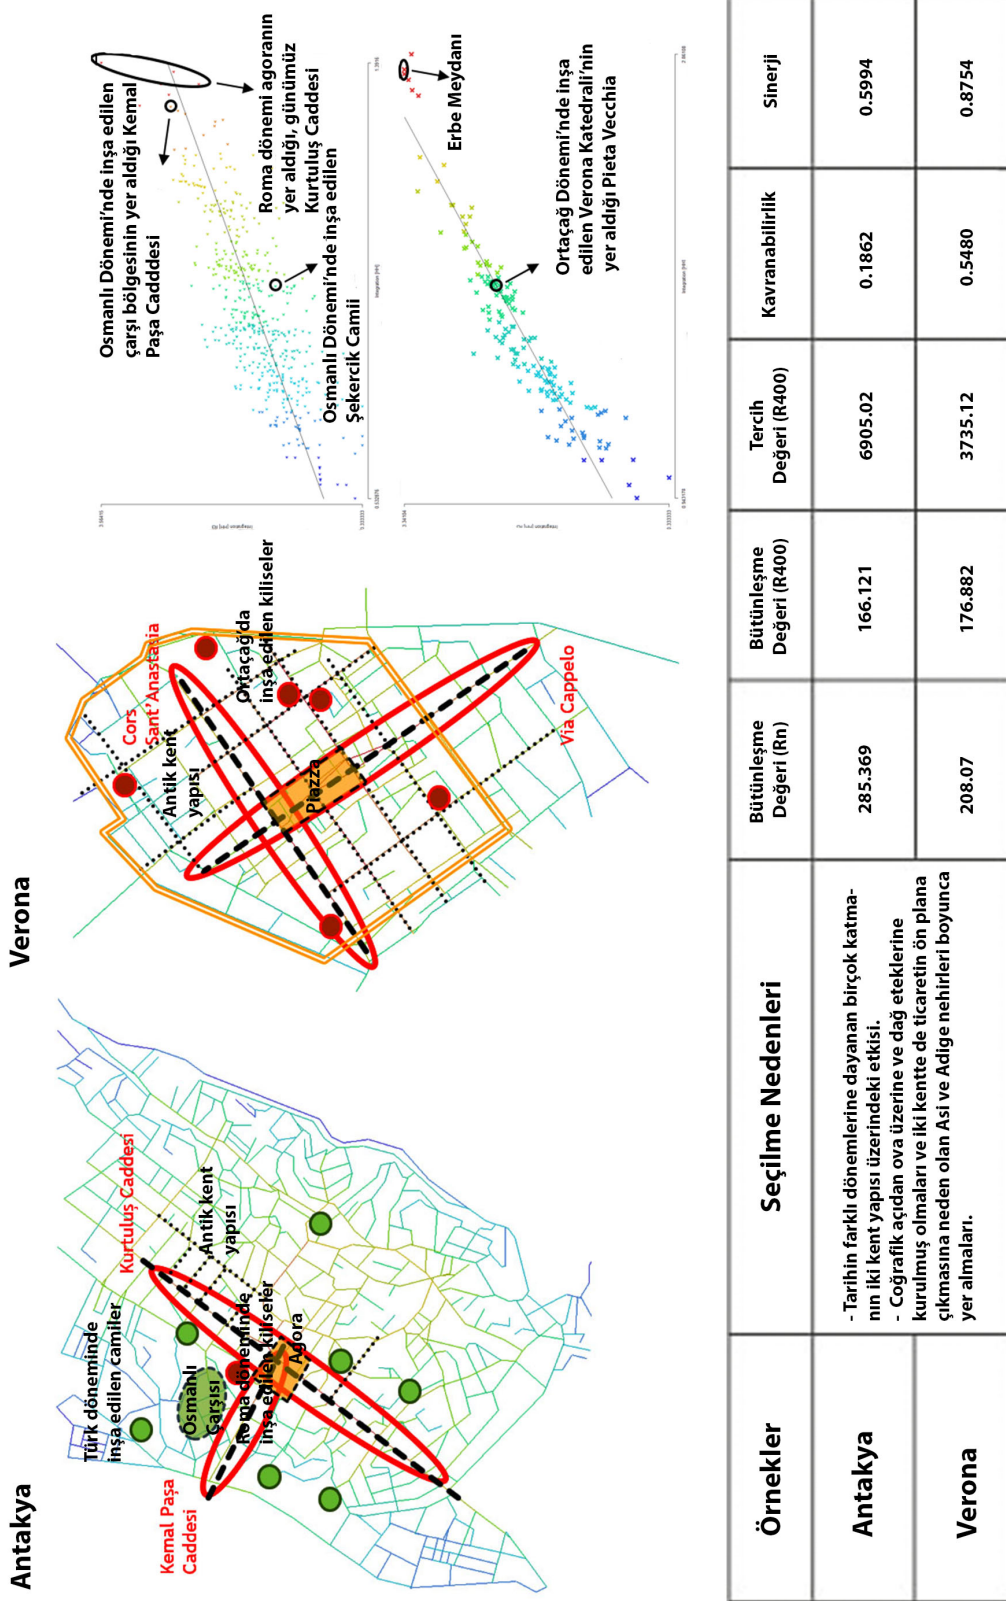 Antakya
Verona
Türk döneminde
inşa edilen camiler
Kurtuluş Caddesi
Antik kent
yapısı
Kemal Paşa
Caddesi
Osmanlı
Çarşısı
Roma döneminde
inşa edilen kiliseler
Agora
Cors
Sant'Anastasia
Antik kent
yapısı
Ortaçağ'da
inşa edilen kiliseler
Piazza
Via Cappelo
Osmanlı Dönemi'nde inşa edilen
çarşı bölgesinin yer aldığı Kemal
Paşa Caddesi
Roma dönemi agoranın
yer aldığı, günümüz
Kurtuluş Caddesi
Osmanlı Dönemi'nde inşa edilen
Şekercik Camii
Erbe Meydanı
Ortaçağ Dönemi'nde inşa
edilen Verona Katedrali'nin
yer aldığı Pieta Vecchia
Örnekler
Seçilme Nedenleri
Bütünleşme
Değeri (Rn)
Bütünleşme
Değeri (R400)
Tercih
Değeri (R400)
Kavranabilirlik
Sinerji
Antakya
- Tarihin farklı dönemlerine dayanan birçok katma-
nın iki kent yapısı üzerindeki etkisi.
- Coğrafik açıdan ova üzerine ve dağ eteklerine
kurulmuş olmaları ve iki kentte de ticaretin ön plana
çıkmasına neden olan Asi ve Adige nehirleri boyunca
yer almaları.
285.369
166.121
6905.02
0.1862
0.5994
Verona
208.07
176.882
3735.12
0.5480
0.8754